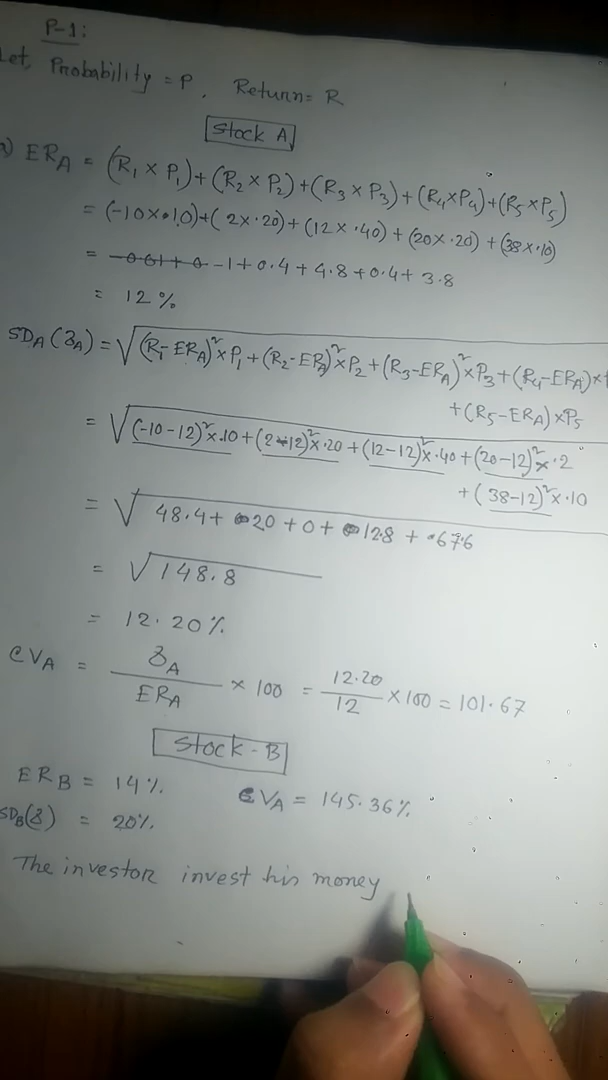 P-1:
Let, Probability = P, Return = R
Stock A
a) ERA = (R1 × P1) + (R2 × P2) + (R3 × P3) + (R4 × P4) + (R5 × P5)
= (-10×.10) + (2×.20) + (12×.40) + (20×.20) + (38×.10)
= -1 + 0.4 + 4.8 + 0.4 + 3.8
= 12%
SDA (σA) = √(R1-ERA)²×P1 + (R2-ERA)²×P2 + (R3-ERA)²×P3 + (R4-ERA)×
+ (R5-ERA)×P5
= √(-10-12)²×.10 + (2-12)²×.20 + (12-12)²×.40 + (20-12)²×.2
+ (38-12)²×.10
= √48.4 + 20 + 0 + 12.8 + 67.6
= √148.8
= 12.20%
CVA = σA / ERA × 100 = 12.20 / 12 × 100 = 101.67
Stock-B
ERB = 14%. CVA = 145.36%.
SDB(σ) = 20%.
The investor invest his money